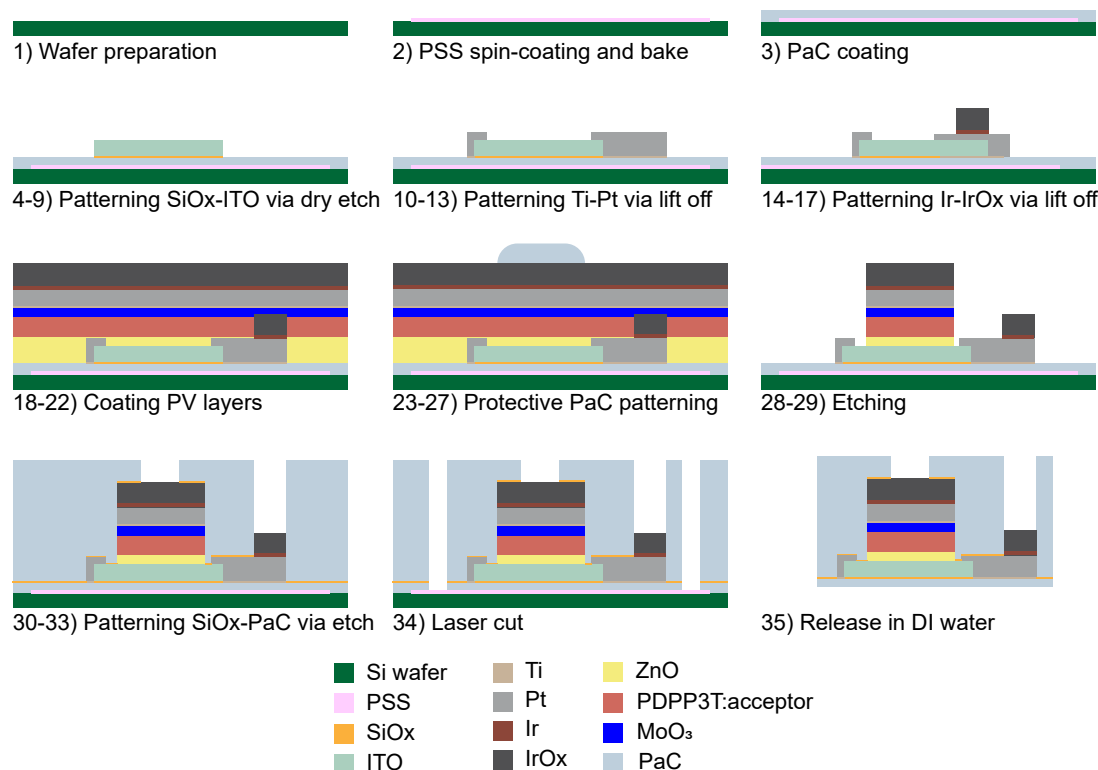 1) Wafer preparation
2) PSS spin-coating and bake
3) PaC coating
4-9) Patterning SiOx-ITO via dry etch
10-13) Patterning Ti-Pt via lift off
14-17) Patterning Ir-IrOx via lift off
18-22) Coating PV layers
23-27) Protective PaC patterning
28-29) Etching
30-33) Patterning SiOx-PaC via etch
34) Laser cut
35) Release in DI water
Si wafer
PSS
SiOx
ITO
Ti
Pt
Ir
IrOx
ZnO
PDPP3T:acceptor
MoO₃
PaC